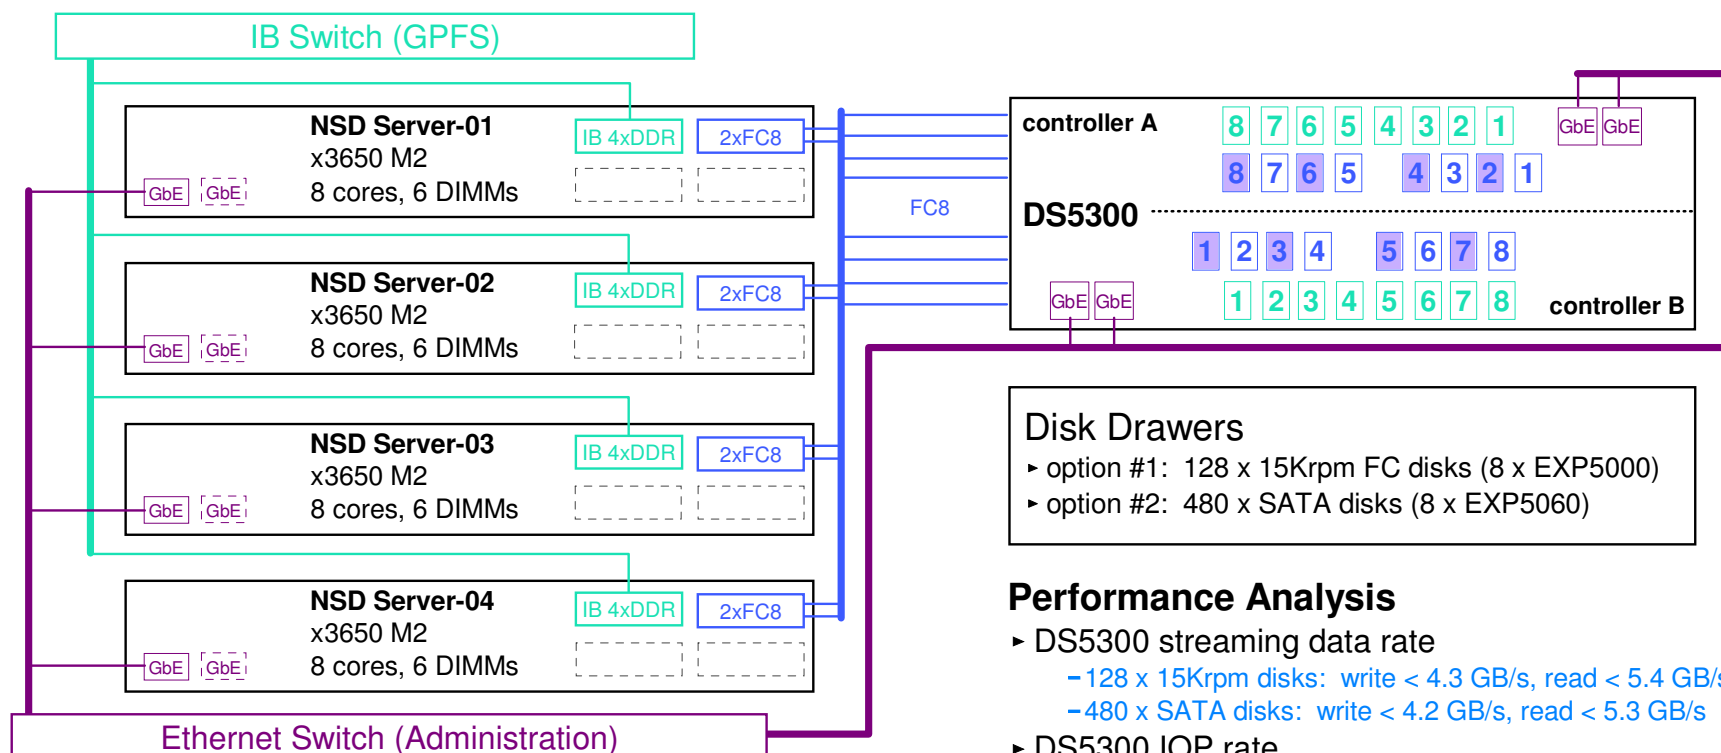 IB Switch (GPFS)
NSD Server-01
x3650 M2
8 cores, 6 DIMMs
GbE GbE
IB 4xDDR 2xFC8
NSD Server-02
x3650 M2
8 cores, 6 DIMMs
GbE GbE
IB 4xDDR 2xFC8
NSD Server-03
x3650 M2
8 cores, 6 DIMMs
GbE GbE
IB 4xDDR 2xFC8
NSD Server-04
x3650 M2
8 cores, 6 DIMMs
GbE GbE
IB 4xDDR 2xFC8
Ethernet Switch (Administration)
FC8
controller A
8 7 6 5 4 3 2 1
GbE GbE
8 7 6 5 4 3 2 1
DS5300
1 2 3 4 5 6 7 8
GbE GbE
1 2 3 4 5 6 7 8
controller B
Disk Drawers
► option #1: 128 x 15Krpm FC disks (8 x EXP5000)
► option #2: 480 x SATA disks (8 x EXP5060)
Performance Analysis
► DS5300 streaming data rate
–128 x 15Krpm disks: write < 4.3 GB/s, read < 5.4 GB/s
–480 x SATA disks: write < 4.2 GB/s, read < 5.3 GB/s
► DS5300 IOP rate